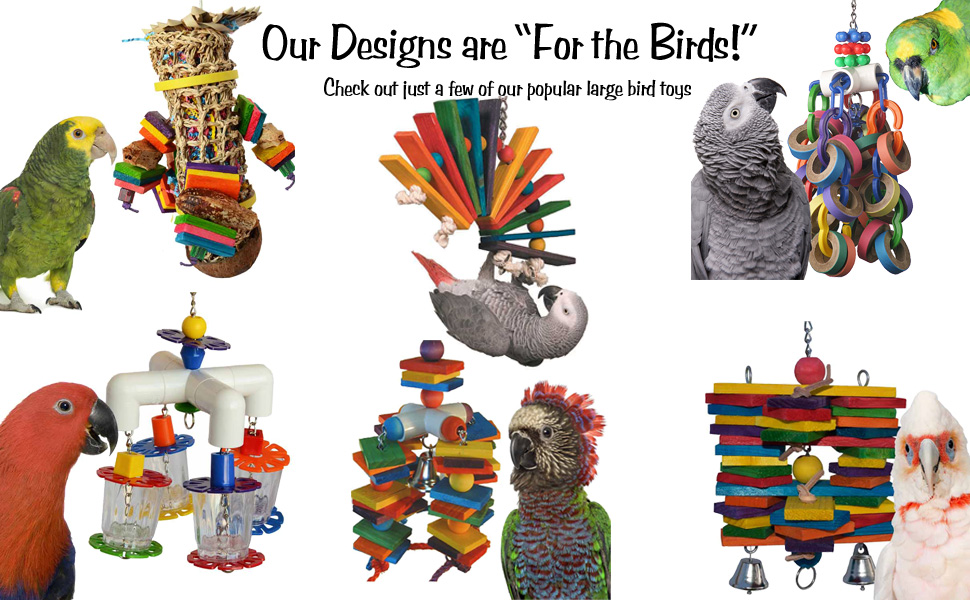 Our Designs are “For the Birds!”
Check out just a few of our popular large bird toys